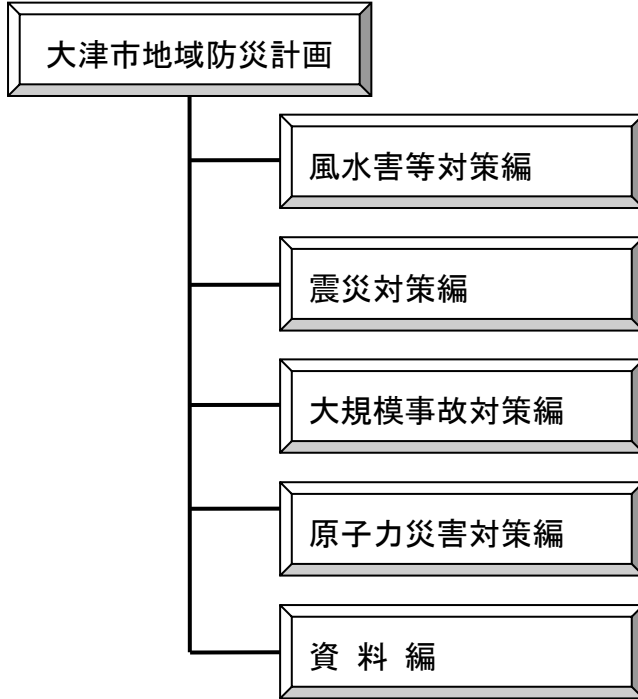 大津市地域防災計画
風水害等対策編
震災対策編
大規模事故対策編
原子力災害対策編
資 料 編